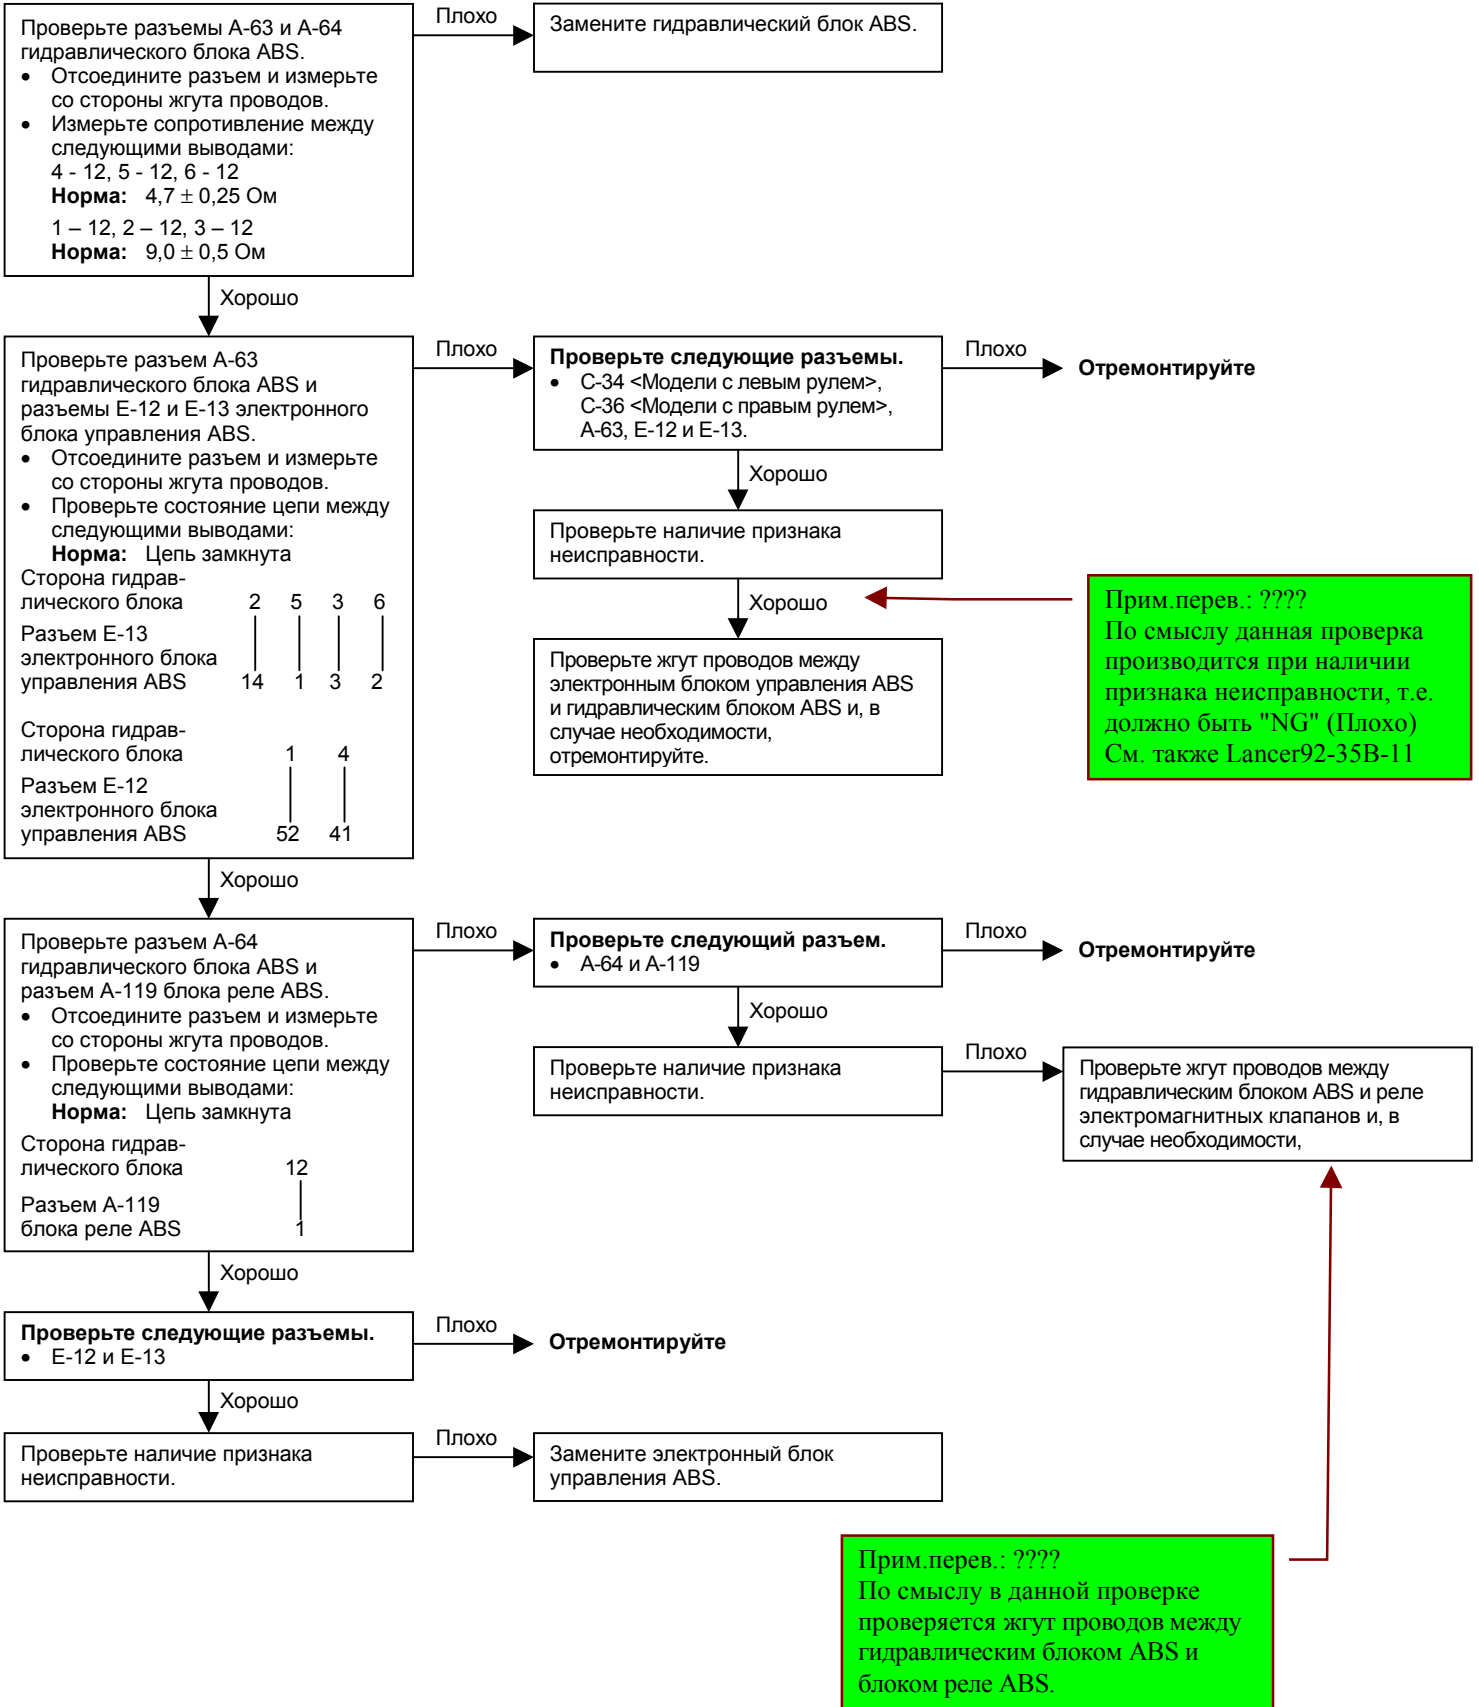 Проверьте разъемы А-63 и А-64
гидравлического блока ABS.
• Отсоедините разъем и измерьте
со стороны жгута проводов.
• Измерьте сопротивление между
следующими выводами:
4 - 12, 5 - 12, 6 - 12
Норма: 4,7 ± 0,25 Ом
1 – 12, 2 – 12, 3 – 12
Норма: 9,0 ± 0,5 Ом
Плохо
Замените гидравлический блок ABS.
Хорошо
Проверьте разъем А-63
гидравлического блока ABS и
разъемы Е-12 и Е-13 электронного
блока управления ABS.
• Отсоедините разъем и измерьте
со стороны жгута проводов.
• Проверьте состояние цепи между
следующими выводами:
Норма: Цепь замкнута
Сторона гидрав-
лического блока 2 5 3 6
Разъем Е-13
электронного блока
управления ABS 14 1 3 2
Сторона гидрав-
лического блока 1 4
Разъем Е-12
электронного блока
управления ABS 52 41
Плохо
Проверьте следующие разъемы.
• С-34 <Модели с левым рулем>,
С-36 <Модели с правым рулем>,
А-63, Е-12 и Е-13.
Плохо
Отремонтируйте
Хорошо
Проверьте наличие признака
неисправности.
Хорошо
Проверьте жгут проводов между
электронным блоком управления ABS
и гидравлическим блоком ABS и, в
случае необходимости,
отремонтируйте.
Прим.перев.: ????
По смыслу данная проверка
производится при наличии
признака неисправности, т.е.
должно быть "NG" (Плохо)
См. также Lancer92-35B-11
Хорошо
Проверьте разъем А-64
гидравлического блока ABS и
разъем А-119 блока реле ABS.
• Отсоедините разъем и измерьте
со стороны жгута проводов.
• Проверьте состояние цепи между
следующими выводами:
Норма: Цепь замкнута
Сторона гидрав-
лического блока 12
Разъем А-119
блока реле ABS 1
Плохо
Проверьте следующий разъем.
• А-64 и А-119
Плохо
Отремонтируйте
Хорошо
Проверьте наличие признака
неисправности.
Плохо
Проверьте жгут проводов между
гидравлическим блоком ABS и реле
электромагнитных клапанов и, в
случае необходимости,
Хорошо
Проверьте следующие разъемы.
• Е-12 и Е-13
Плохо
Отремонтируйте
Хорошо
Проверьте наличие признака
неисправности.
Плохо
Замените электронный блок
управления ABS.
Прим.перев.: ????
По смыслу в данной проверке
проверяется жгут проводов между
гидравлическим блоком ABS и
блоком реле ABS.